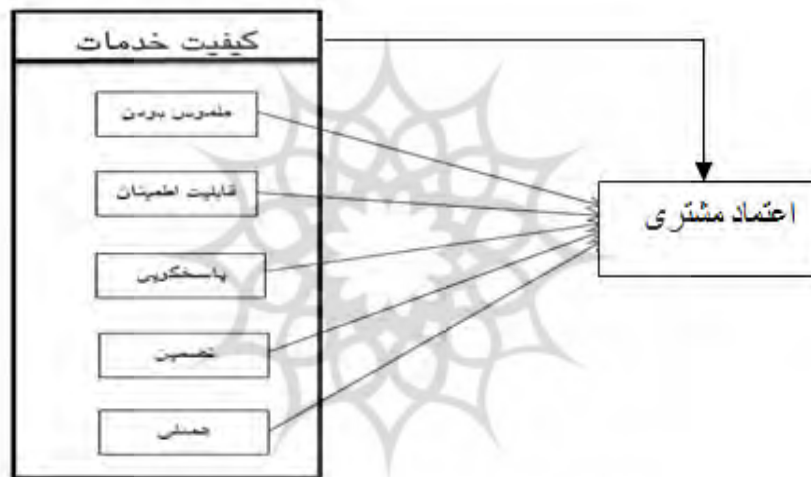 کیفیت خدمات
ملموس بودن
قابلیت اطمینان
پاسخگویی
تضمین
همدلی
اعتماد مشتری